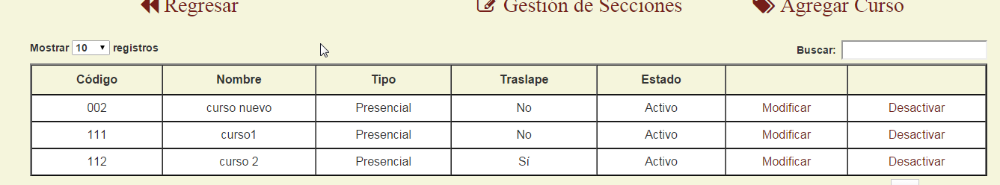 Regresar Gestión de Secciones Agregar Curso
Mostrar 10 registros Buscar:
Código Nombre Tipo Traslape Estado
002 curso nuevo Presencial No Activo Modificar Desactivar
111 curso1 Presencial No Activo Modificar Desactivar
112 curso 2 Presencial Sí Activo Modificar Desactivar